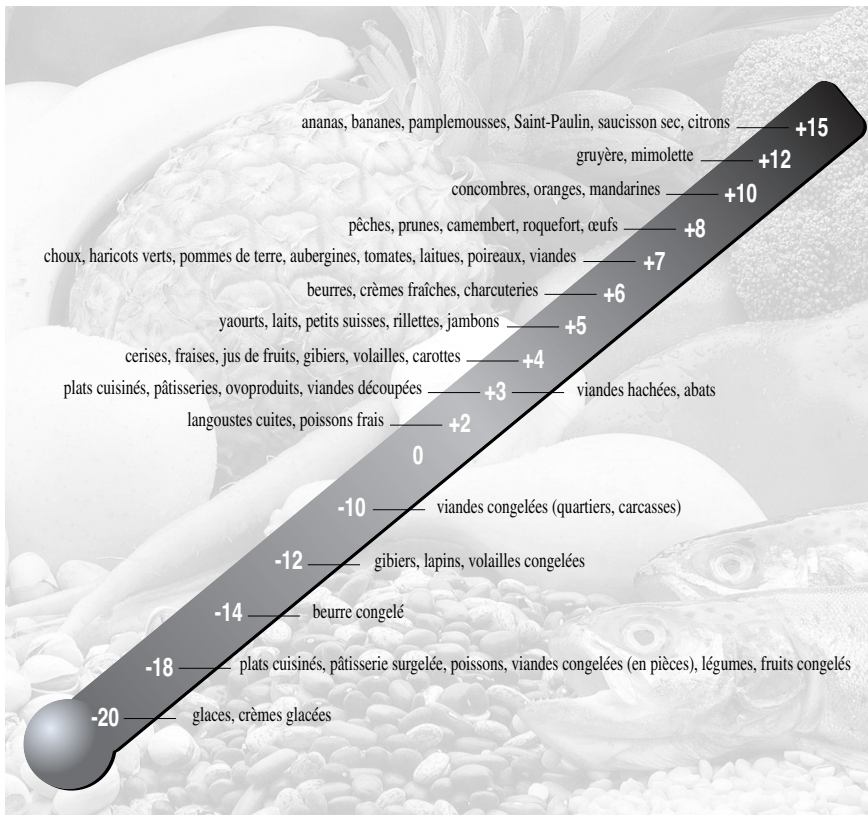 ananas, bananes, pamplemousses, Saint-Paulin, saucisson sec, citrons +15
gruyère, mimolette +12
concombres, oranges, mandarines +10
pêches, prunes, camembert, roquefort, œufs +8
choux, haricots verts, pommes de terre, aubergines, tomates, laitues, poireaux, viandes +7
beurres, crèmes fraîches, charcuteries +6
yaourts, laits, petits suisses, rillettes, jambons +5
cerises, fraises, jus de fruits, gibiers, volailles, carottes +4
plats cuisinés, pâtisseries, ovoproduits, viandes découpées +3 viandes hachées, abats
langoustes cuites, poissons frais +2
0
-10 viandes congelées (quartiers, carcasses)
-12 gibiers, lapins, volailles congelées
-14 beurre congelé
-18 plats cuisinés, pâtisserie surgelée, poissons, viandes congelées (en pièces), légumes, fruits congelés
-20 glaces, crèmes glacées